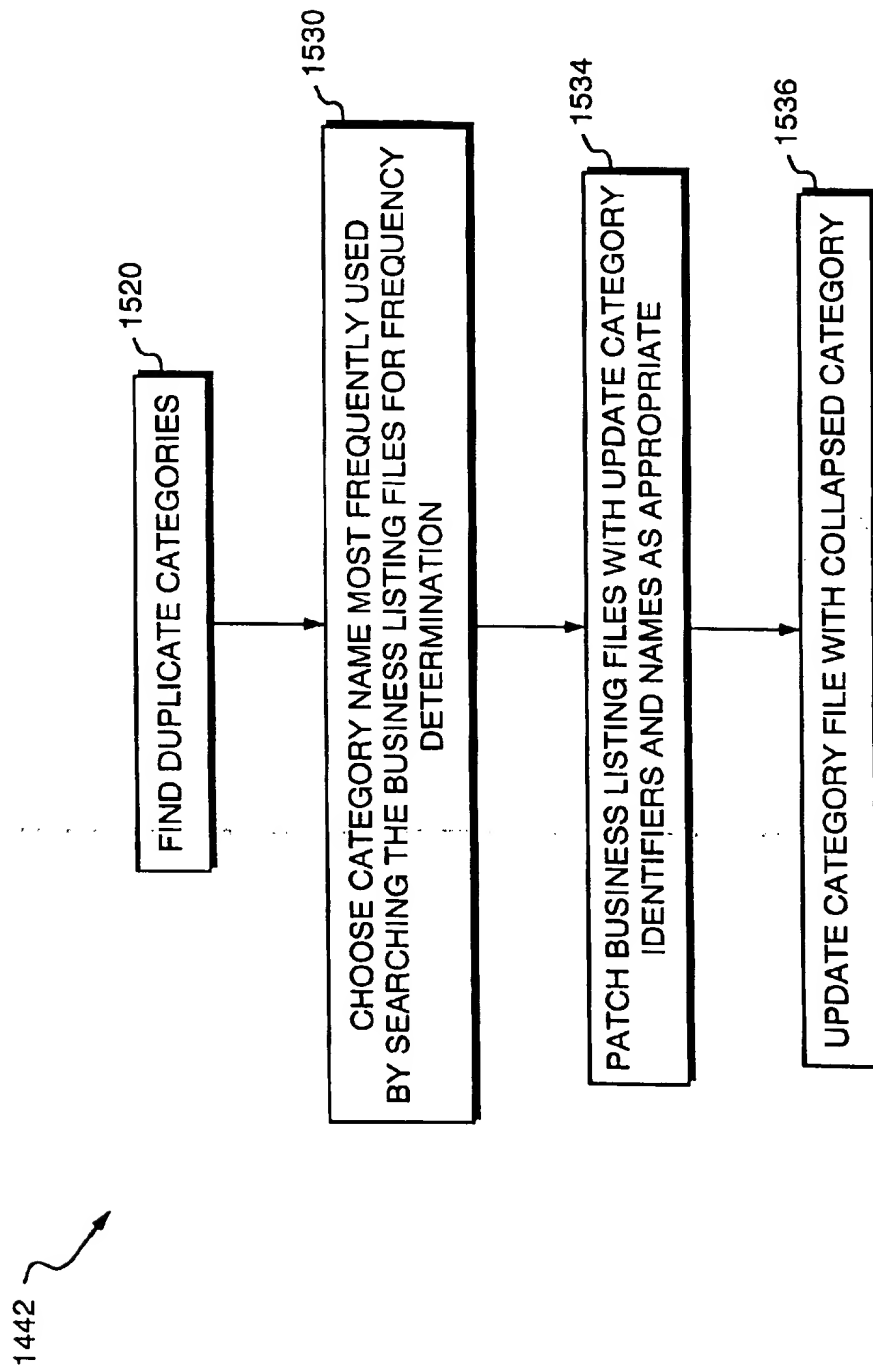 1442
1520
FIND DUPLICATE CATEGORIES
1530
CHOOSE CATEGORY NAME MOST FREQUENTLY USED
BY SEARCHING THE BUSINESS LISTING FILES FOR FREQUENCY
DETERMINATION
1534
PATCH BUSINESS LISTING FILES WITH UPDATE CATEGORY
IDENTIFIERS AND NAMES AS APPROPRIATE
1536
UPDATE CATEGORY FILE WITH COLLAPSED CATEGORY